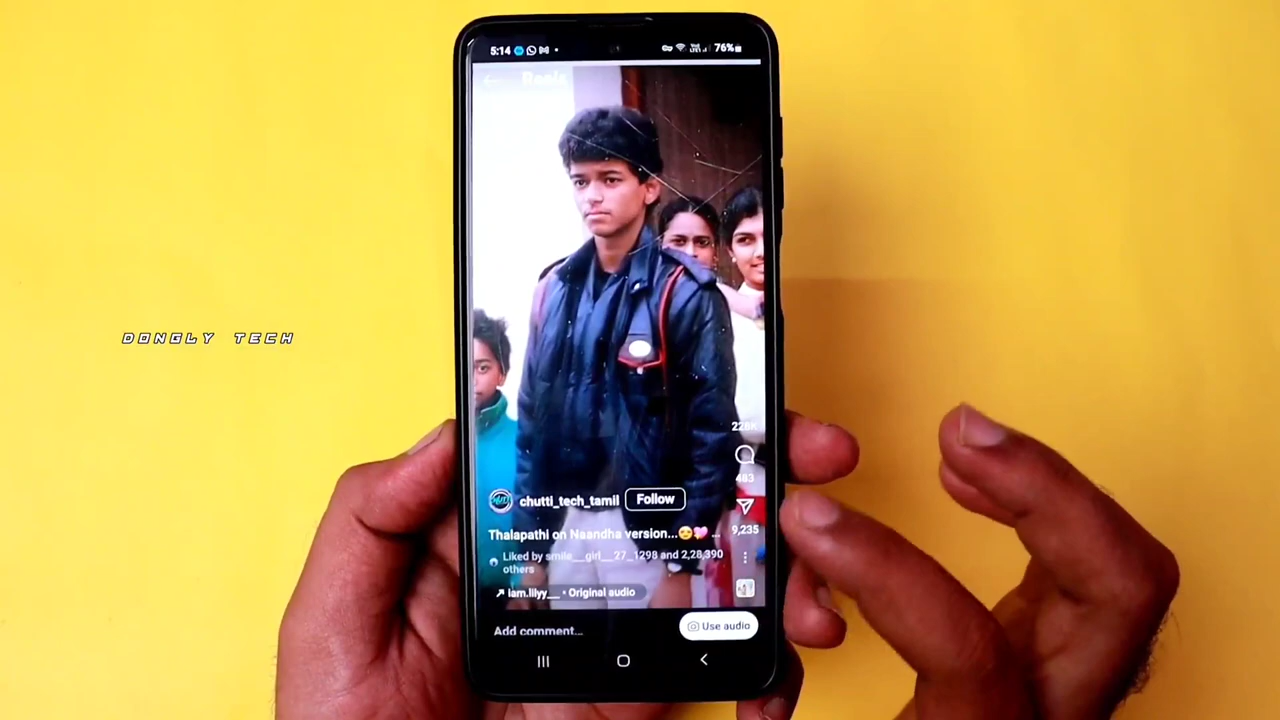 5:14
76%
Reels
DONGLY TECH
228K
483
chutti_tech_tamil Follow
Thalapathi on Naandha version...😍💖 ...
9,235
Liked by smile__girl__27_1298 and 2,28,390
others
iam.lilyy__ • Original audio
Add comment...
Use audio